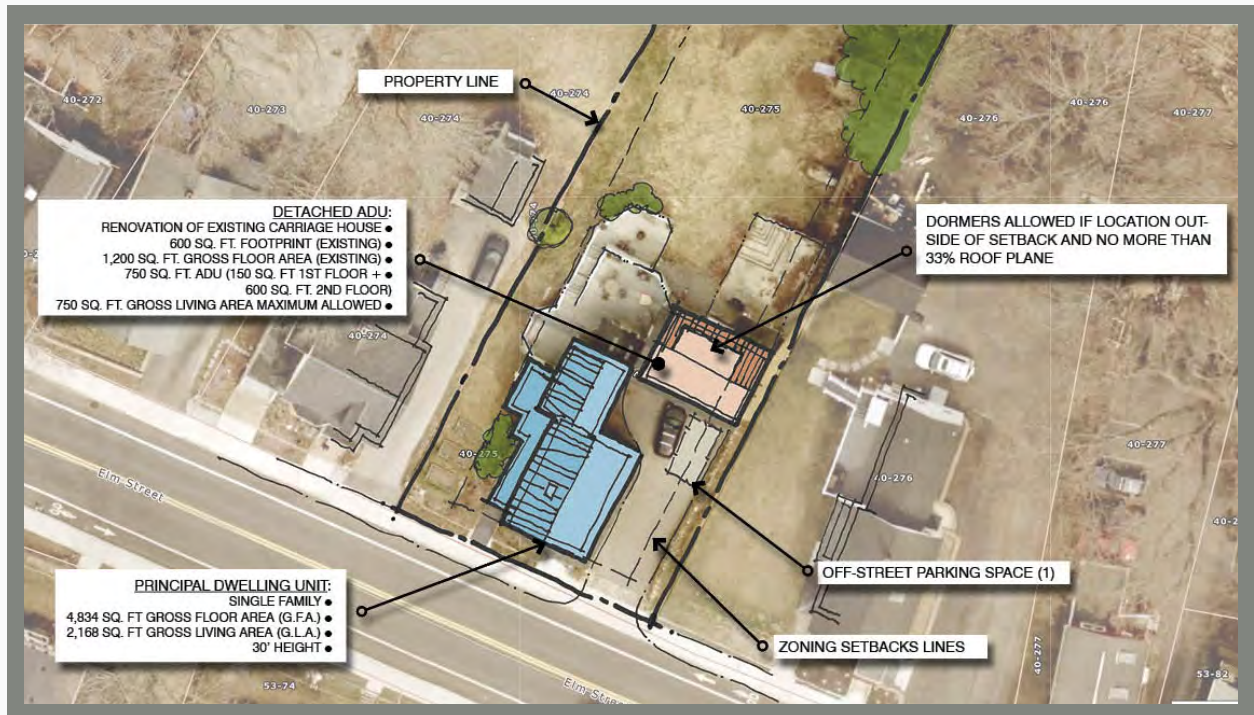 PROPERTY LINE
40-272
40-273
40-274
40-274
40-275
40-276
40-276
40-277
DETACHED ADU:
RENOVATION OF EXISTING CARRIAGE HOUSE ●
600 SQ. FT. FOOTPRINT (EXISTING) ●
1,200 SQ. FT. GROSS FLOOR AREA (EXISTING) ●
750 SQ. FT. ADU (150 SQ. FT 1ST FLOOR + ●
600 SQ. FT. 2ND FLOOR)
750 SQ. FT. GROSS LIVING AREA MAXIMUM ALLOWED ●
DORMERS ALLOWED IF LOCATION OUT-
SIDE OF SETBACK AND NO MORE THAN
33% ROOF PLANE
40-274
40-275
40-276
40-277
Elm Street
OFF-STREET PARKING SPACE (1)
PRINCIPAL DWELLING UNIT:
SINGLE FAMILY ●
4,834 SQ. FT GROSS FLOOR AREA (G.F.A.) ●
2,168 SQ. FT GROSS LIVING AREA (G.L.A.) ●
30' HEIGHT ●
ZONING SETBACKS LINES
40-277
53-74
Elm Street
53-82